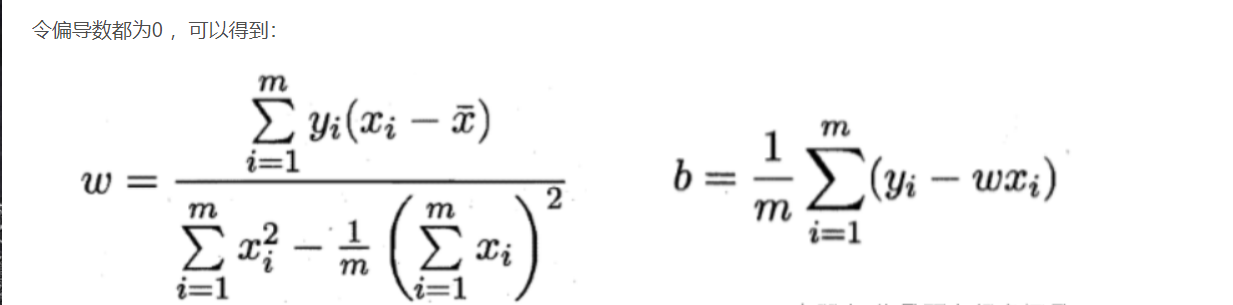 令偏导数都为0 ，可以得到：
w = \frac{\sum_{i=1}^{m} y_i(x_i - \bar{x})}{\sum_{i=1}^{m} x_i^2 - \frac{1}{m} \left( \sum_{i=1}^{m} x_i \right)^2} b = \frac{1}{m} \sum_{i=1}^{m} (y_i - wx_i)